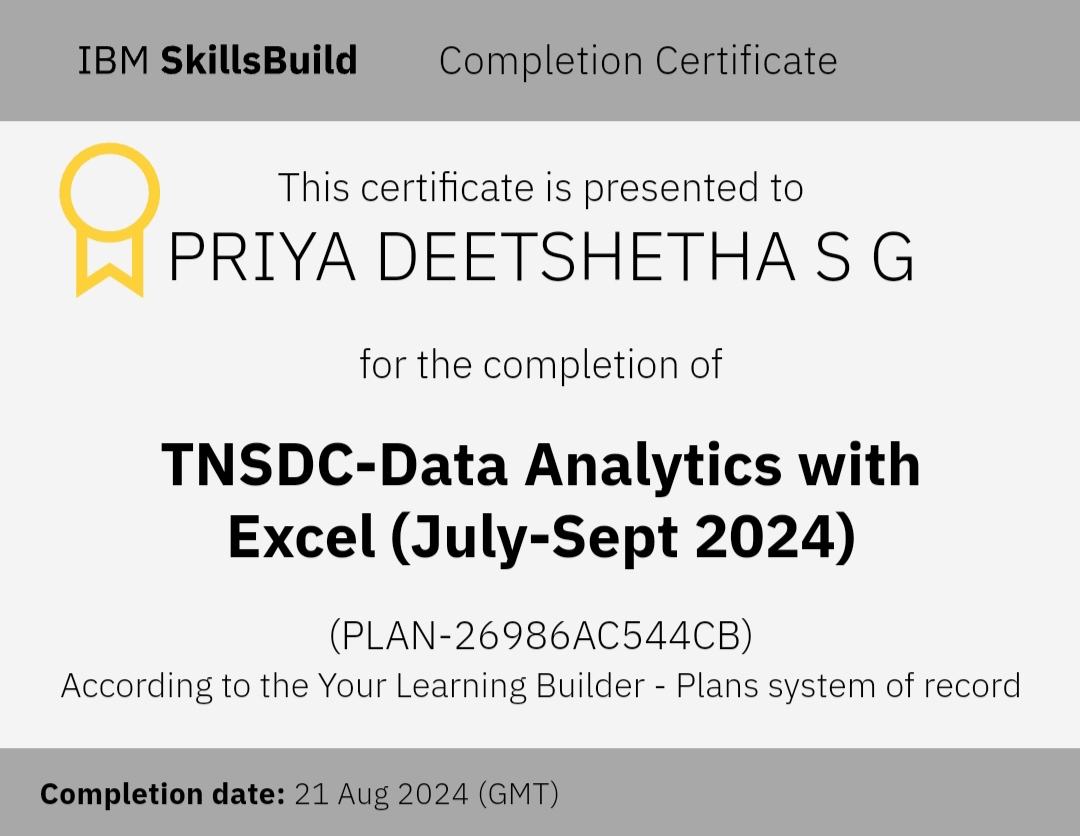 IBM SkillsBuild Completion Certificate
This certificate is presented to
PRIYA DEETSHETHA S G
for the completion of
TNSDC-Data Analytics with
Excel (July-Sept 2024)
(PLAN-26986AC544CB)
According to the Your Learning Builder - Plans system of record
Completion date: 21 Aug 2024 (GMT)